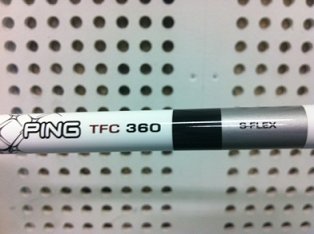 PING TFC 360 S-FLEX